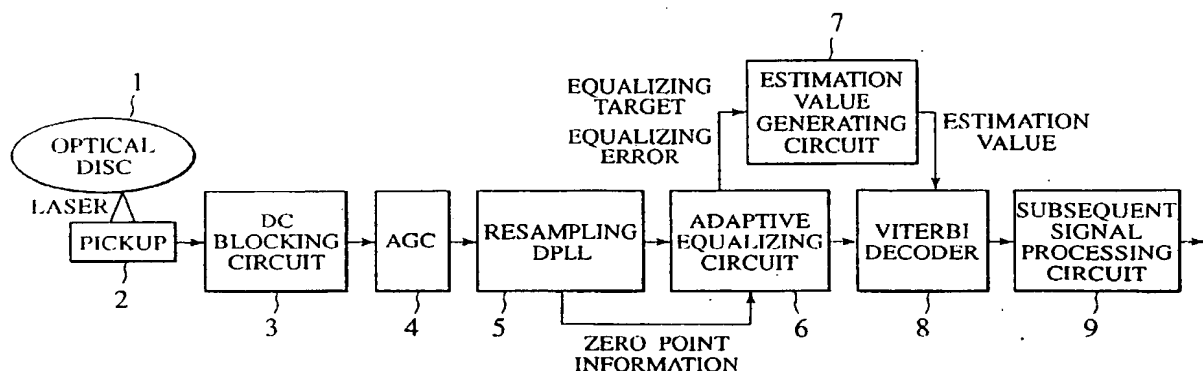 1
OPTICAL
DISC
LASER
PICKUP
2
DC
BLOCKING
CIRCUIT
3
AGC
4
RESAMPLING
DPLL
5
ZERO POINT
INFORMATION
ADAPTIVE
EQUALIZING
CIRCUIT
6
EQUALIZING
TARGET
EQUALIZING
ERROR
7
ESTIMATION
VALUE
GENERATING
CIRCUIT
ESTIMATION
VALUE
VITERBI
DECODER
8
SUBSEQUENT
SIGNAL
PROCESSING
CIRCUIT
9